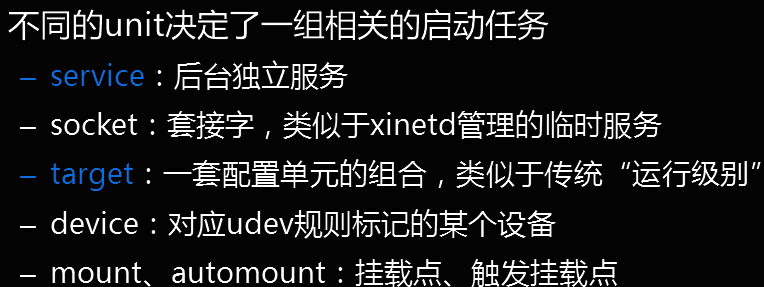 不同的unit决定了一组相关的启动任务
– service：后台独立服务
– socket：套接字，类似于xinetd管理的临时服务
– target：一套配置单元的组合，类似于传统“运行级别”
– device：对应udev规则标记的某个设备
– mount、automount：挂载点、触发挂载点